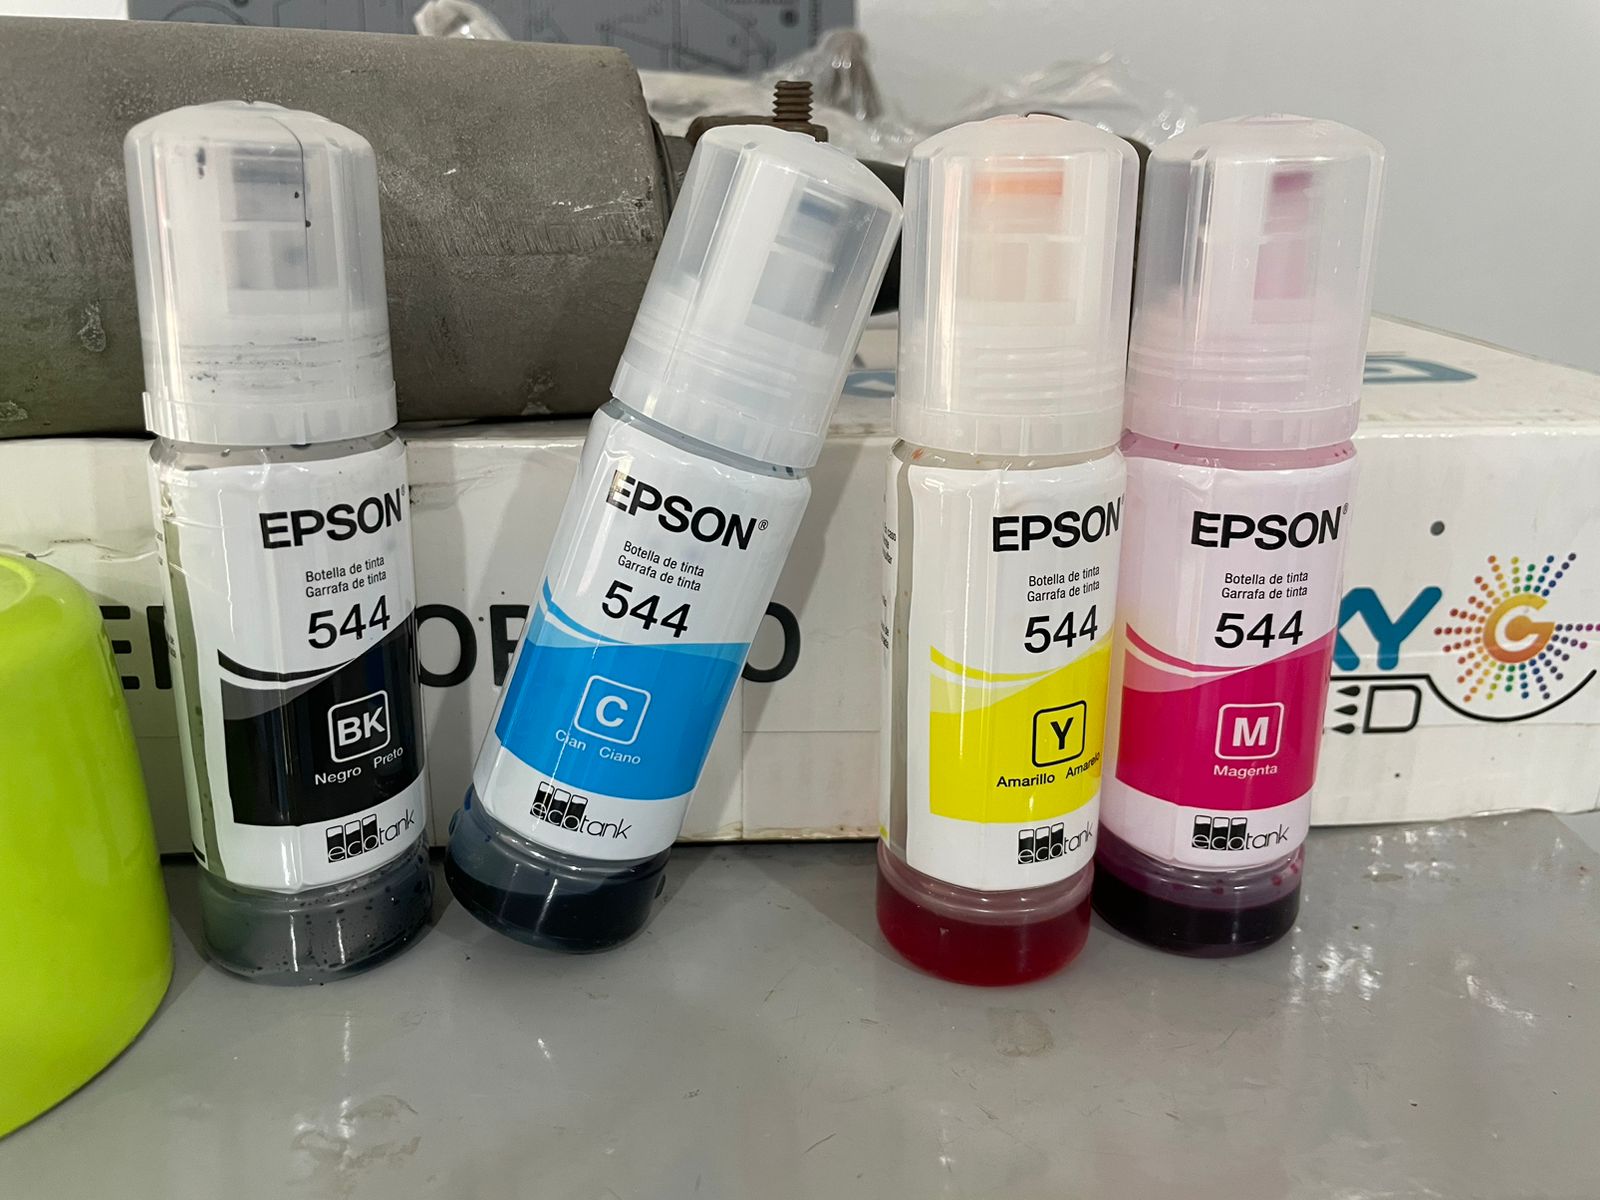 EPSON®
Botella de tinta
Garrafa de tinta
544
BK
Negro Preto
ecotank
EPSON®
Botella de tinta
Garrafa de tinta
544
C
Cian Ciano
ecotank
EPSON®
Botella de tinta
Garrafa de tinta
544
Y
Amarillo Amarelo
ecotank
EPSON®
Botella de tinta
Garrafa de tinta
544
M
Magenta
ecotank